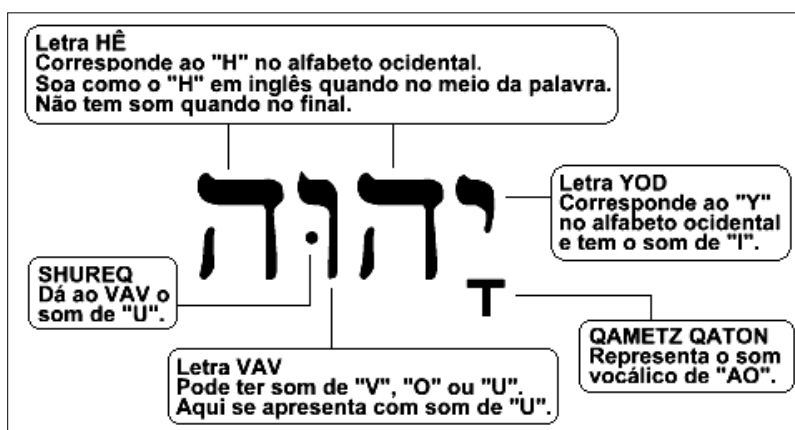 Letra HÊ
Corresponde ao "H" no alfabeto ocidental.
Soa como o "H" em inglês quando no meio da palavra.
Não tem som quando no final.
יָהוּה
Letra YOD
Corresponde ao "Y"
no alfabeto ocidental
e tem o som de "I".
SHUREQ
Dá ao VAV o
som de "U".
QAMETZ QATON
Representa o som
vocálico de "AO".
Letra VAV
Pode ter som de "V", "O" ou "U".
Aqui se apresenta com som de "U".